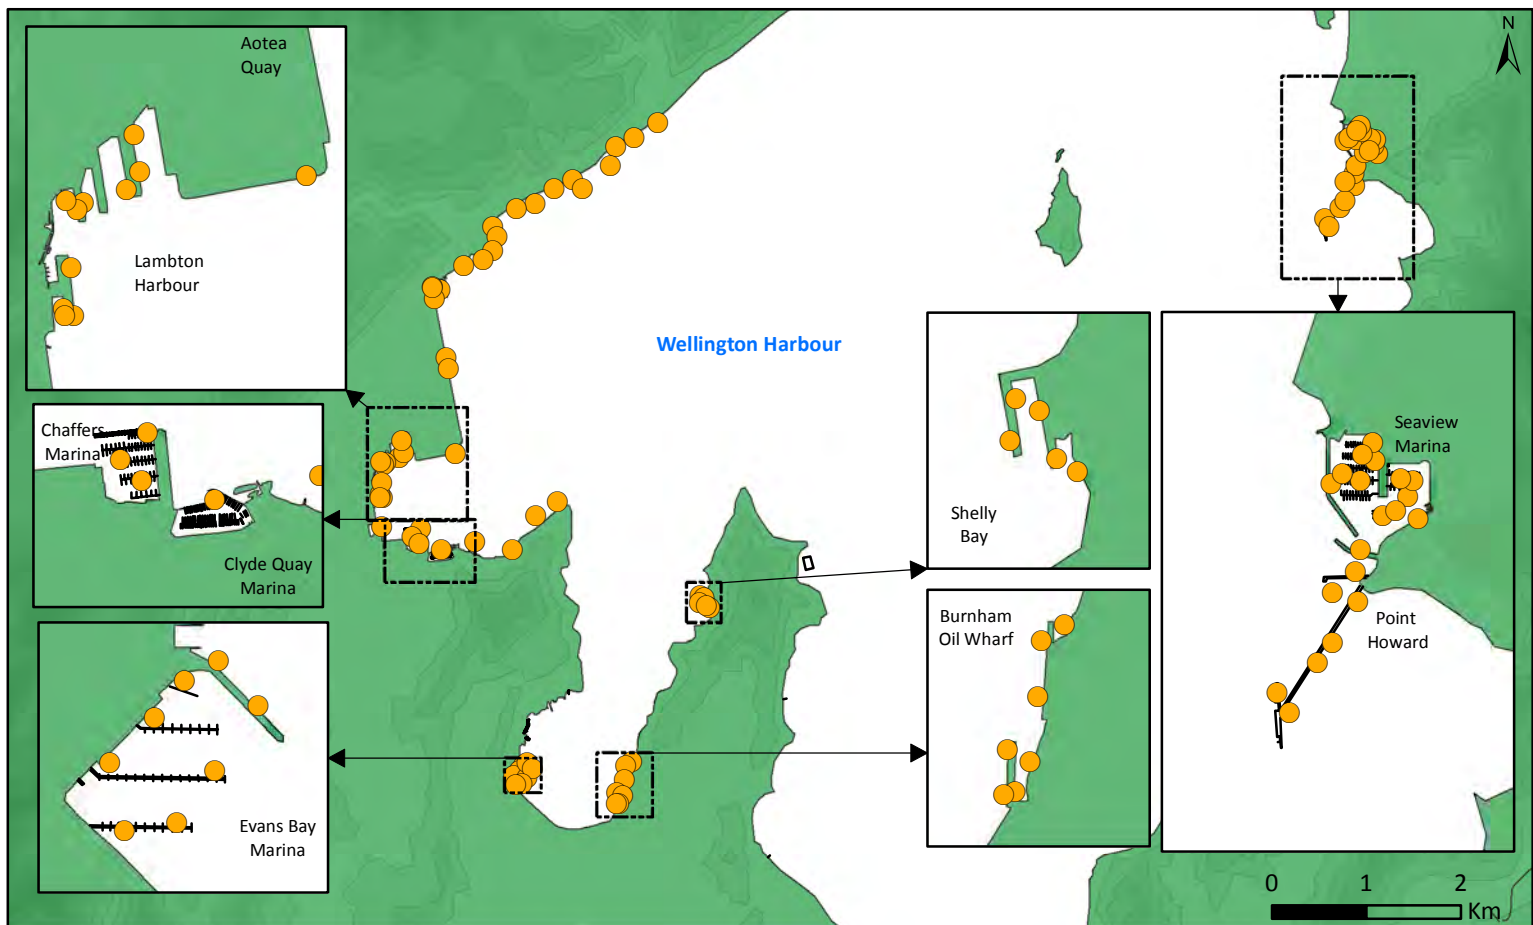 N
Aotea
Quay
Lambton
Harbour
Wellington Harbour
Chaffers
Marina
Clyde Quay
Marina
Shelly
Bay
Seaview
Marina
Point
Howard
Burnham
Oil Wharf
Evans Bay
Marina
0 1 2
Km